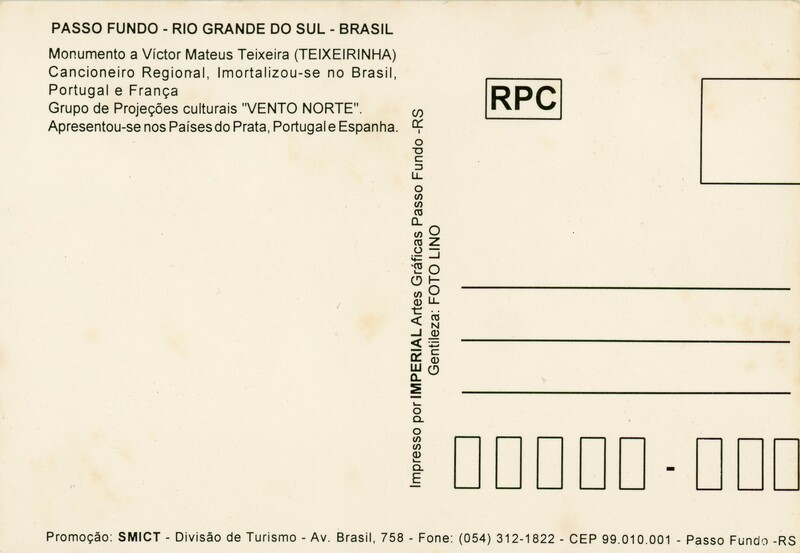 PASSO FUNDO - RIO GRANDE DO SUL - BRASIL
Monumento a Víctor Mateus Teixeira (TEIXEIRINHA)
Cancioneiro Regional, Imortalizou-se no Brasil,
Portugal e França
Grupo de Projeções culturais "VENTO NORTE".
Apresentou-se nos Países do Prata, Portugal e Espanha.
Impresso por IMPERIAL Artes Gráficas Passo Fundo -RS
Gentileza: FOTO LINO
RPC
-
Promoção: SMICT - Divisão de Turismo - Av. Brasil, 758 - Fone: (054) 312-1822 - CEP 99.010.001 - Passo Fundo -RS